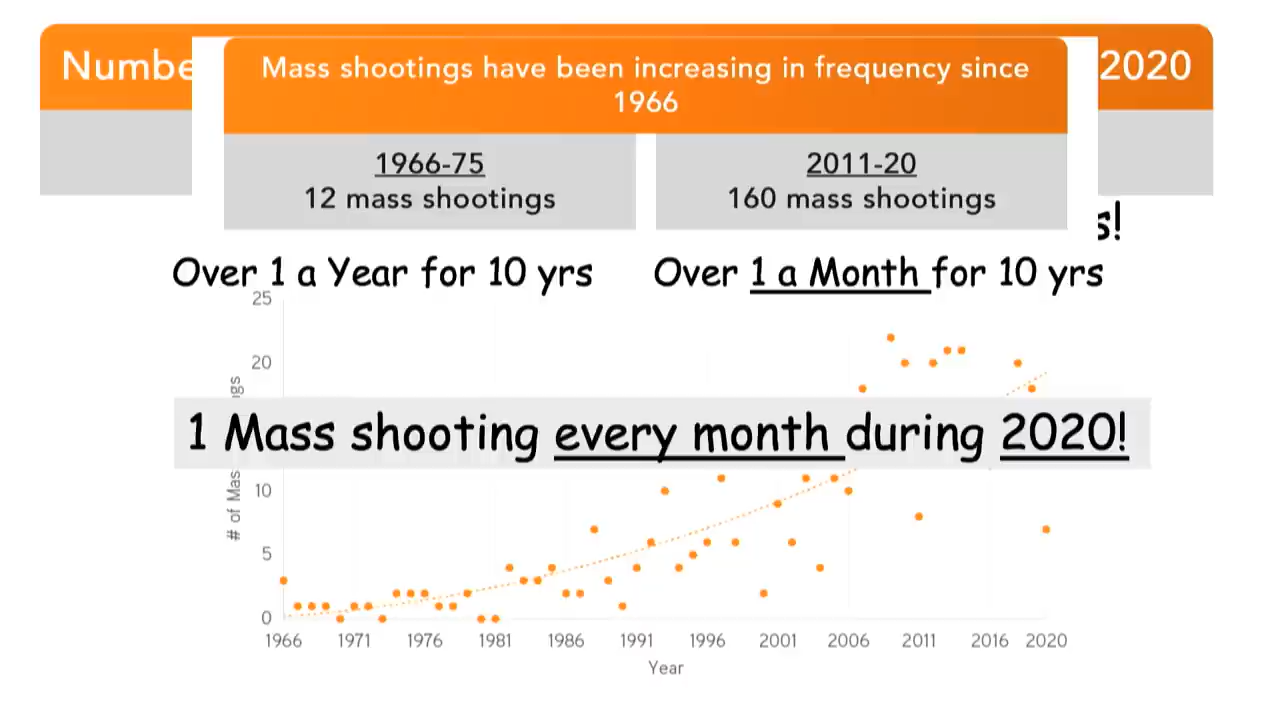 Numbe
2020
Mass shootings have been increasing in frequency since
1966
1966-75
12 mass shootings
2011-20
160 mass shootings
s!
Over 1 a Year for 10 yrs
Over 1 a Month for 10 yrs
25
20
1 Mass shooting every month during 2020!
10
5
0
# of Mas
ngs
1966
1971
1976
1981
1986
1991
1996
2001
2006
2011
2016
2020
Year